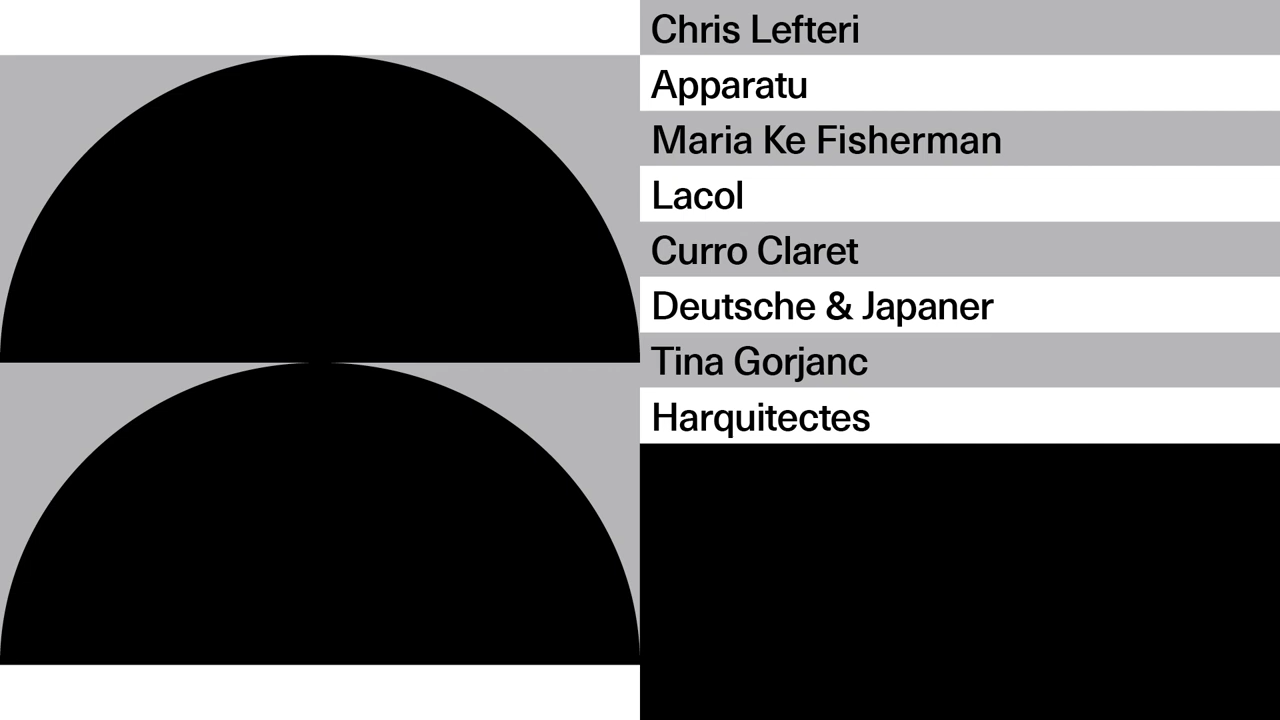 Chris Lefteri
Apparatu
Maria Ke Fisherman
Lacol
Curro Claret
Deutsche & Japaner
Tina Gorjanc
Harquitectes